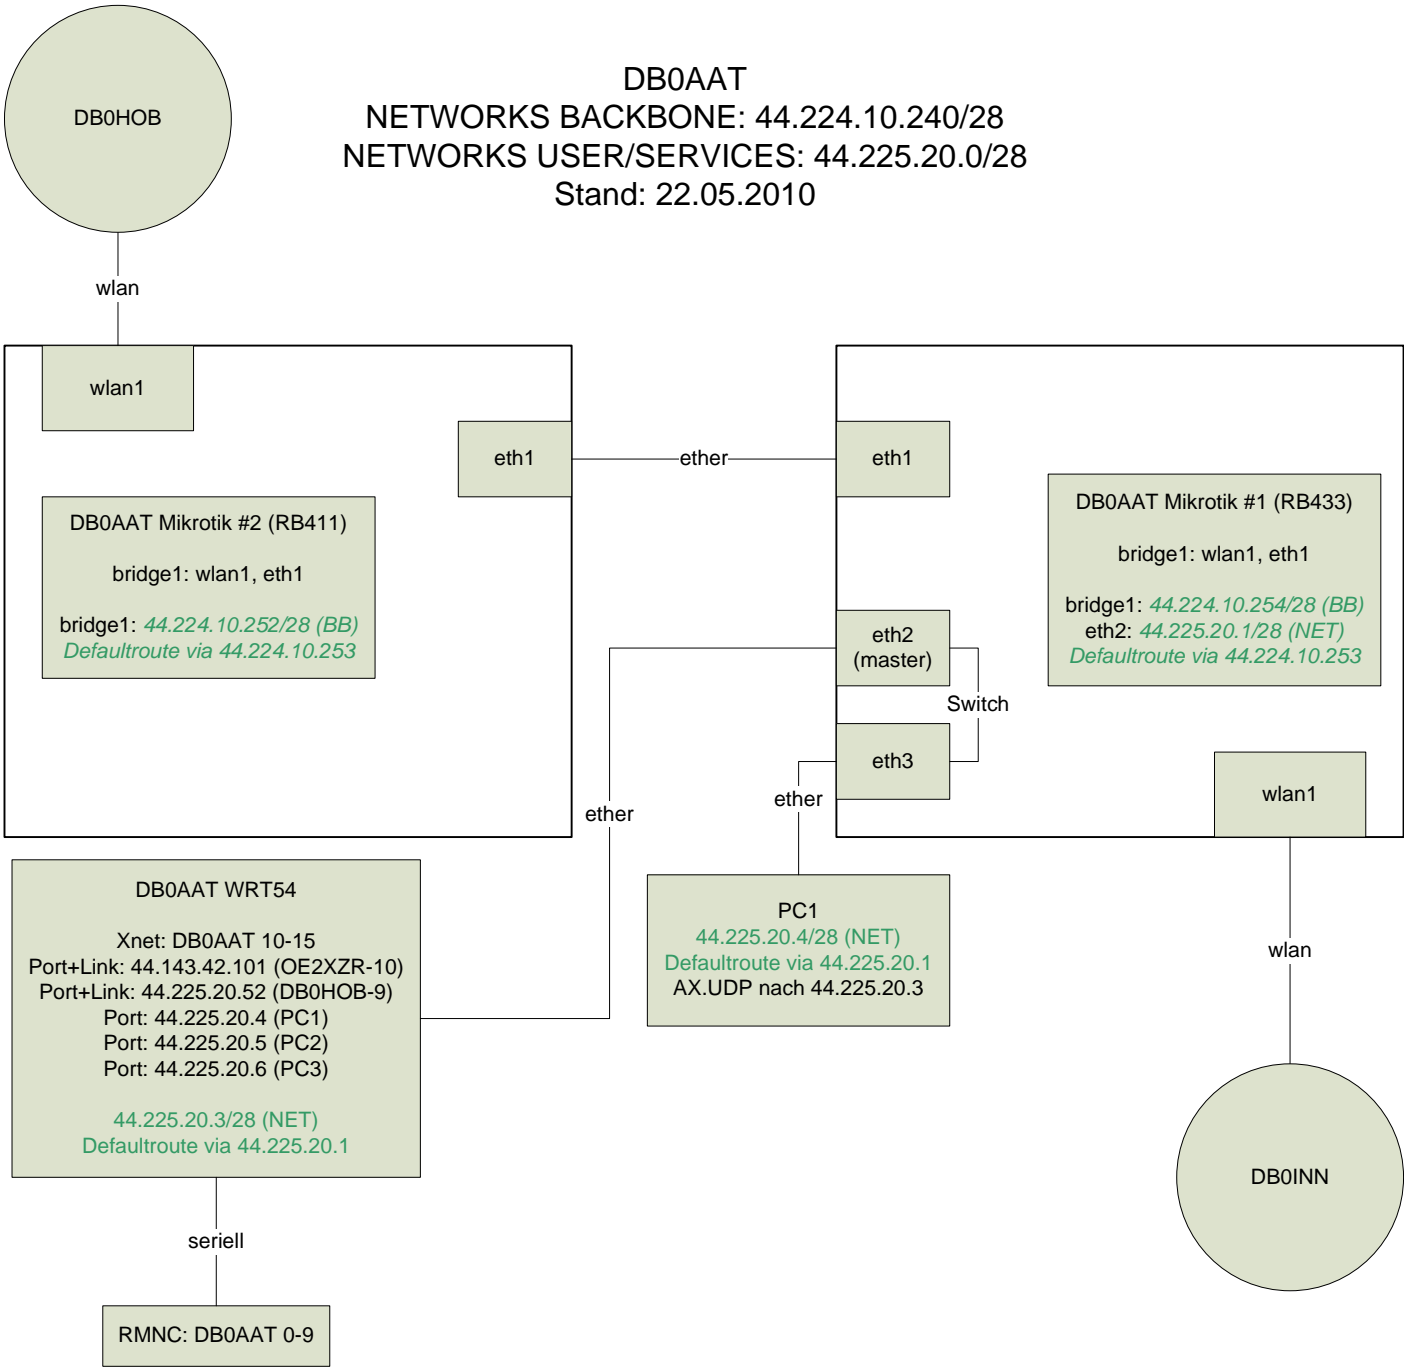 DB0HOB
DB0AAT
NETWORKS BACKBONE: 44.224.10.240/28
NETWORKS USER/SERVICES: 44.225.20.0/28
Stand: 22.05.2010
wlan
wlan1
eth1
ether
eth1
DB0AAT Mikrotik #2 (RB411)
bridge1: wlan1, eth1
bridge1: 44.224.10.252/28 (BB)
Defaultroute via 44.224.10.253
DB0AAT Mikrotik #1 (RB433)
bridge1: wlan1, eth1
bridge1: 44.224.10.254/28 (BB)
eth2: 44.225.20.1/28 (NET)
Defaultroute via 44.224.10.253
eth2
(master)
Switch
eth3
wlan1
ether
ether
DB0AAT WRT54
Xnet: DB0AAT 10-15
Port+Link: 44.143.42.101 (OE2XZR-10)
Port+Link: 44.225.20.52 (DB0HOB-9)
Port: 44.225.20.4 (PC1)
Port: 44.225.20.5 (PC2)
Port: 44.225.20.6 (PC3)
44.225.20.3/28 (NET)
Defaultroute via 44.225.20.1
PC1
44.225.20.4/28 (NET)
Defaultroute via 44.225.20.1
AX.UDP nach 44.225.20.3
wlan
DB0INN
seriell
RMNC: DB0AAT 0-9